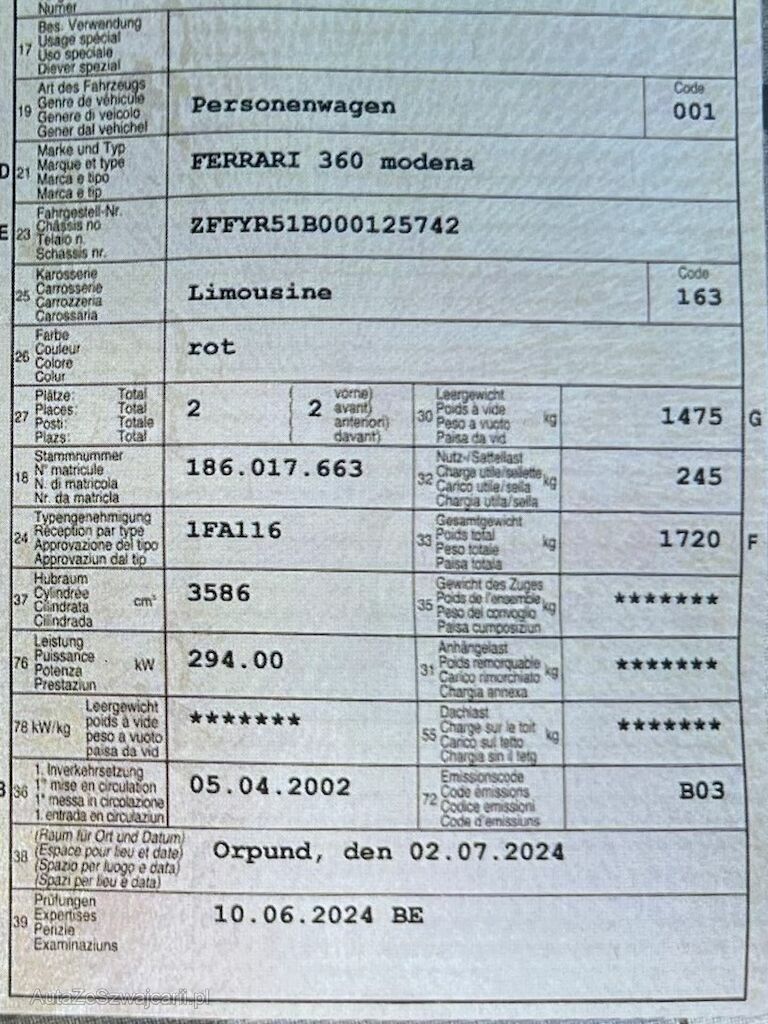 Numer
17 Bes. Verwendung
Usage spécial
Uso speciale
Diever spezial
19 Art des Fahrzeugs
Genre de véhicule
Genere di veicolo
Gener dal vehichel
Personenwagen
Code
001
D 21 Marke und Typ
Marque et type
Marca e tipo
Marca e tip
FERRARI 360 modena
E 23 Fahrgestell-Nr.
Châssis no
Telaio n.
Schassis nr.
ZFFYR51B000125742
25 Karosserie
Carrosserie
Carrozzeria
Carossaria
Limousine
Code
163
26 Farbe
Couleur
Colore
Colur
rot
27 Plätze: Total
Places: Total
Posti: Totale
Plazs: Total
2
( 2 vorne)
avant)
anteriori)
( davant)
30 Leergewicht
Poids à vide
Peso a vuoto
Paisa da vid
kg
1475 G
18 Stammnummer
N° matricule
N. di matricola
Nr. da matricla
186.017.663
32 Nutz-/Sattellast
Charge utile/sellette
Carico utile/sella
Chargia utila/sella
kg
245
24 Typengenehmigung
Réception par type
Approvazione del tipo
Approvaziun dal tip
1FA116
33 Gesamtgewicht
Poids total
Peso totale
Paisa totala
kg
1720 F
37 Hubraum
Cylindrée
Cilindrata
Cilindrada
cm³
3586
35 Gewicht des Zuges
Poids de l'ensemble
Peso del convoglio
Paisa cumposiziun
kg
*******
76 Leistung
Puissance
Potenza
Prestaziun
kW
294.00
31 Anhängelast
Poids remorquable
Carico rimorchiato
Chargia annexa
kg
*******
78 kW/kg Leergewicht
poids à vide
peso a vuoto
paisa da vid
*******
55 Dachlast
Charge sur le toit
Carico sul tetto
Chargia sin il tetg
kg
*******
B 36 1. Inverkehrsetzung
1re mise en circulation
1a messa in circolazione
1. entrada en circulaziun
05.04.2002
72 Emissionscode
Code émissions
Codice emissioni
Code d'emissiuns
B03
38 (Raum für Ort und Datum)
(Espace pour lieu et date)
(Spazio per luogo e data)
(Spazi per lieu e data)
Orpund, den 02.07.2024
39 Prüfungen
Expertises
Perizie
Examinaziuns
10.06.2024 BE
AutaZeSzwajcarii.pl